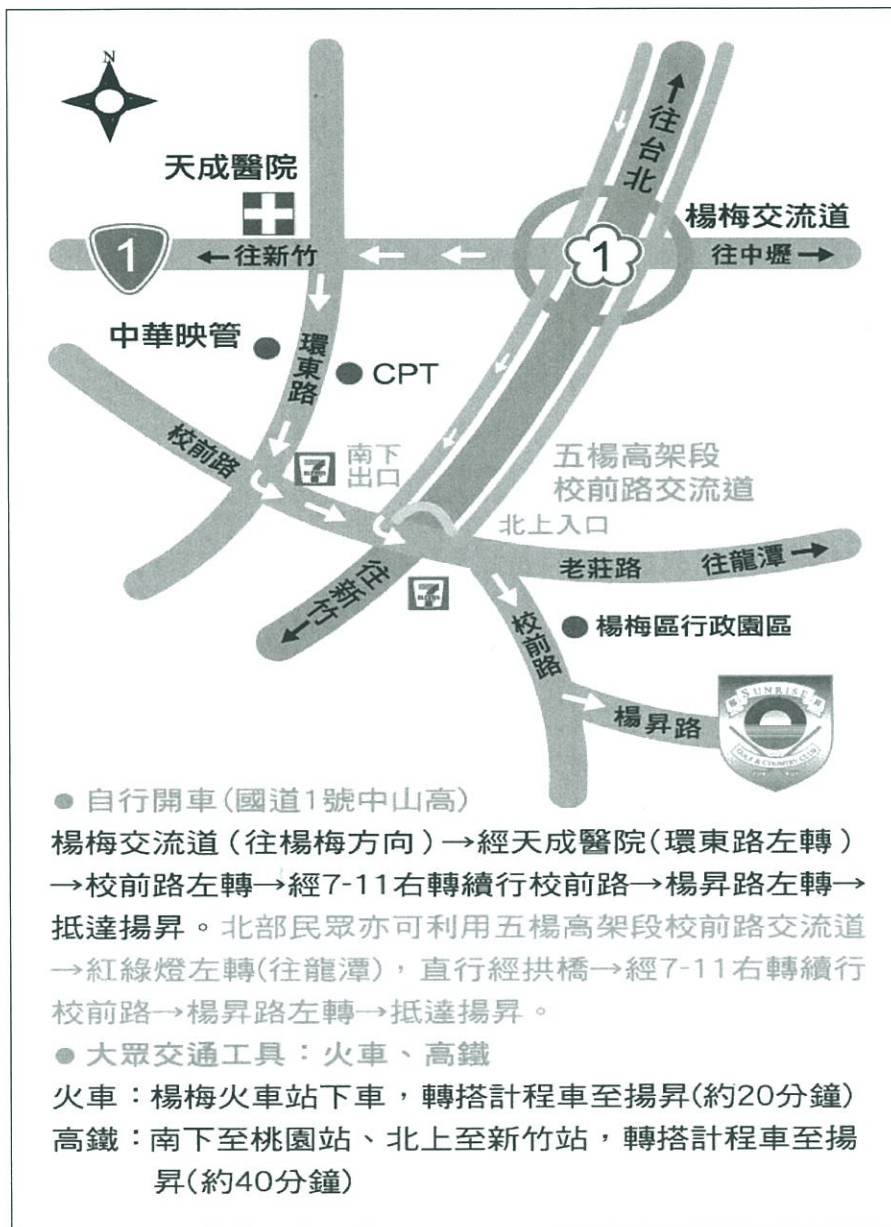 N
往台北
天成醫院
楊梅交流道
1
往新竹
1
往中壢
中華映管
環東路
CPT
校前路
7
ELEVEN
南下
出口
五楊高架段
校前路交流道
北上入口
老莊路
往龍潭
往新竹
7
ELEVEN
校前路
楊梅區行政園區
SUNRISE
楊昇路
GOLF & COUNTRY CLUB
● 自行開車(國道1號中山高)
楊梅交流道(往楊梅方向)→經天成醫院(環東路左轉)
→校前路左轉→經7-11右轉續行校前路→楊昇路左轉→
抵達揚昇。北部民眾亦可利用五楊高架段校前路交流道
→紅綠燈左轉(往龍潭),直行經拱橋→經7-11右轉續行
校前路→楊昇路左轉→抵達揚昇。
● 大眾交通工具:火車、高鐵
火車:楊梅火車站下車,轉搭計程車至揚昇(約20分鐘)
高鐵:南下至桃園站、北上至新竹站,轉搭計程車至揚
昇(約40分鐘)